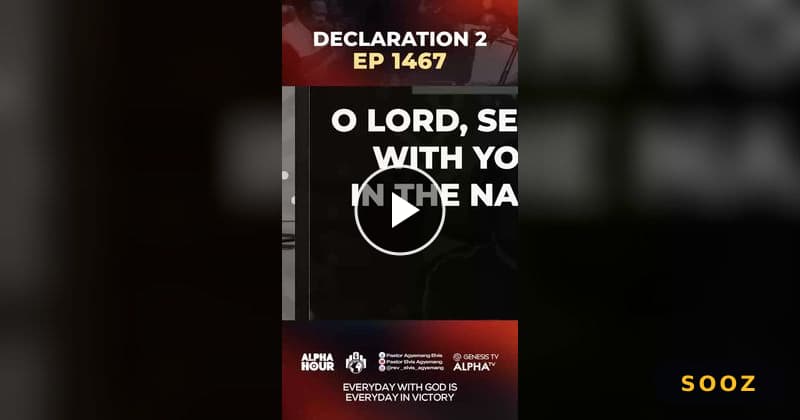 DECLARATION 2
EP 1467
O LORD, SE
WITH YO
IN THE NA
ALPHA
HOUR
Pastor Agyemang Elvis
Pastor Elvis Agyemang
@rev_elvis_agyemang
GENESIS TV
ALPHA TV
EVERYDAY WITH GOD IS
EVERYDAY IN VICTORY
SOOZ